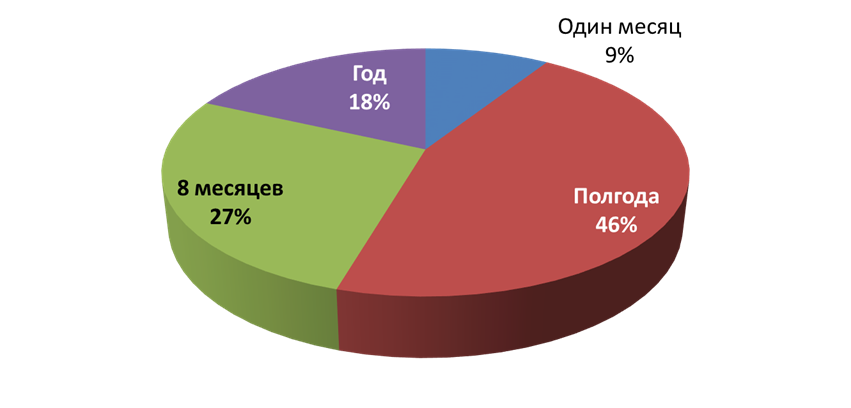 Один месяц
9%
Год
18%
8 месяцев
27%
Полгода
46%